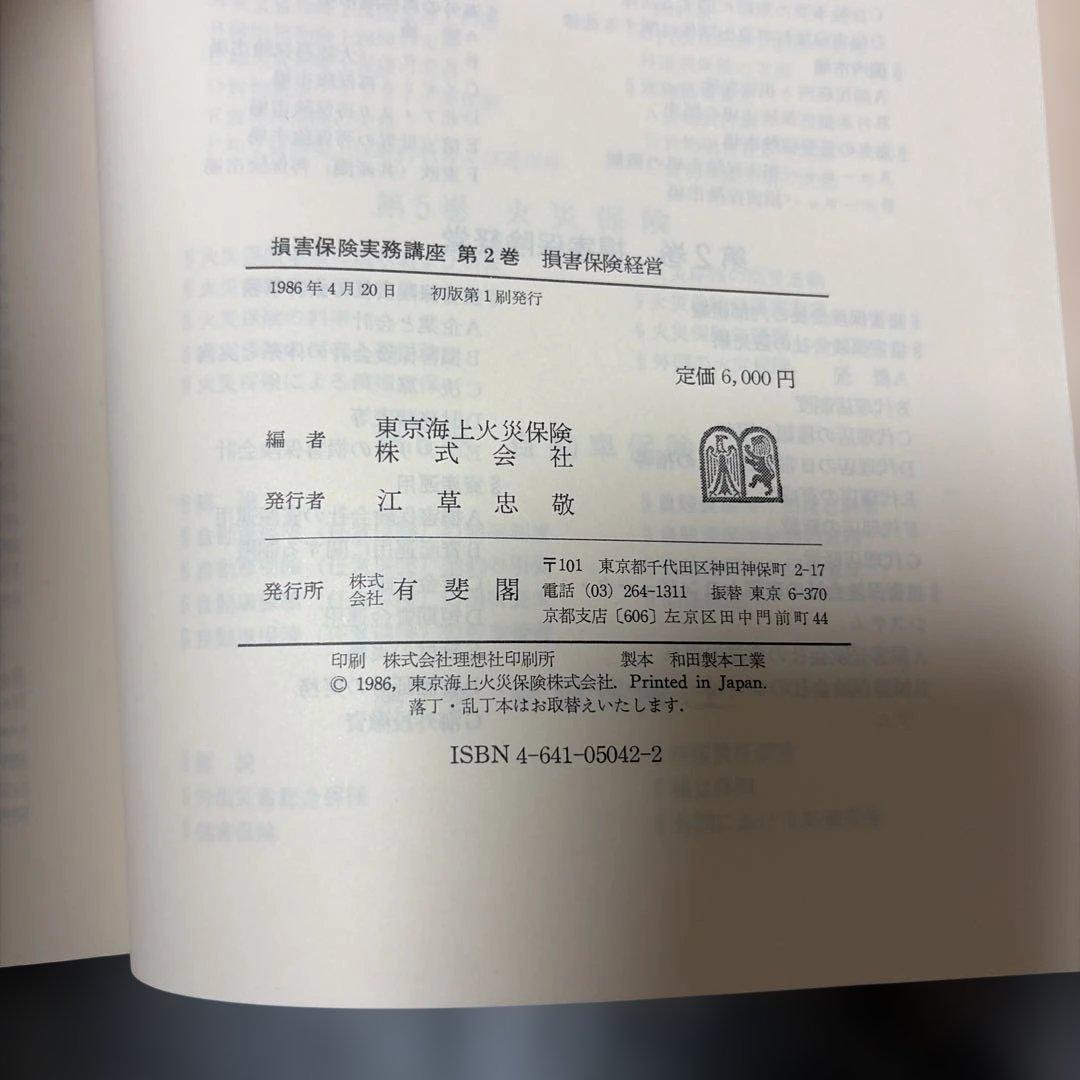 損害保険実務講座 第2巻 損害保険経営
1986年4月20日 初版第1刷発行
定価 6,000円
編者 東京海上火災保険
株式会社
発行者 江草忠敬
発行所 株式会社 有斐閣
〒101 東京都千代田区神田神保町 2-17
電話 (03) 264-1311 振替 東京 6-370
京都支店〔606〕左京区田中門前町44
印刷 株式会社理想社印刷所 製本 和田製本工業
© 1986, 東京海上火災保険株式会社. Printed in Japan.
落丁・乱丁本はお取替えいたします.
ISBN 4-641-05042-2